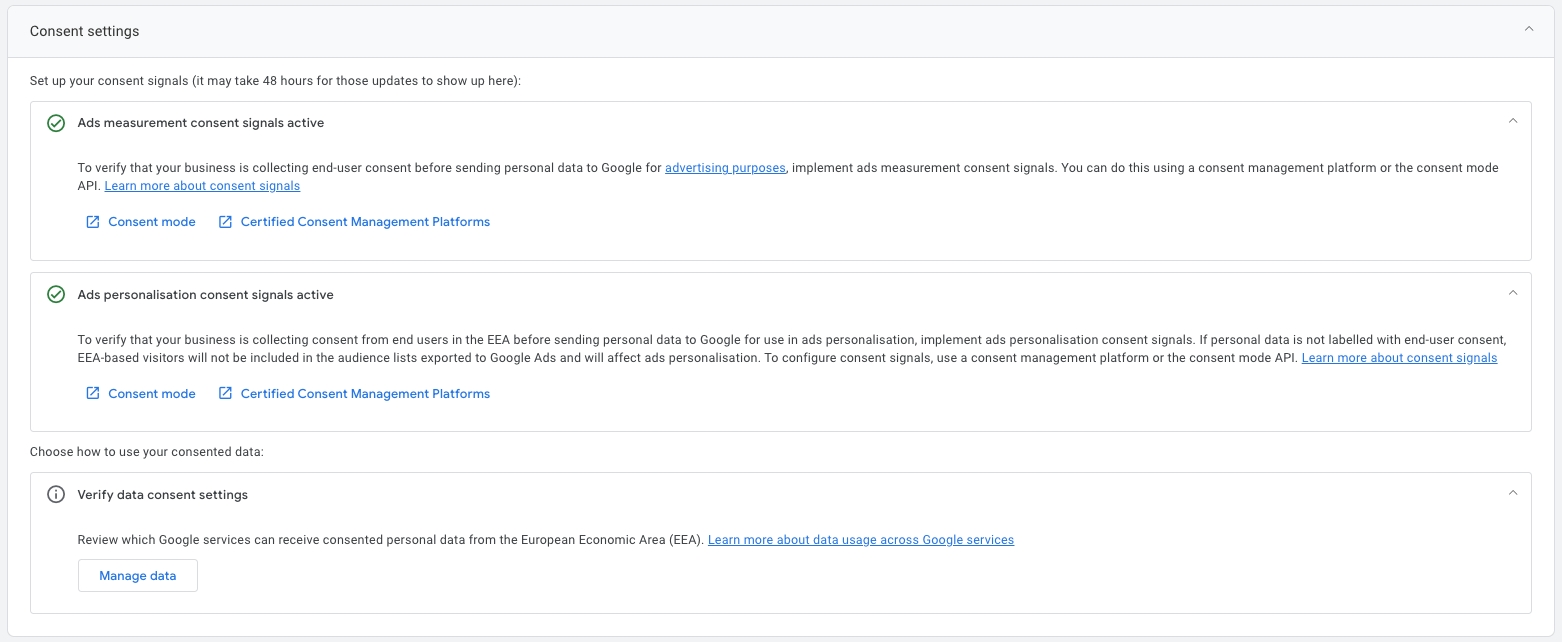 Consent settings
Set up your consent signals (it may take 48 hours for those updates to show up here):
Ads measurement consent signals active
To verify that your business is collecting end-user consent before sending personal data to Google for advertising purposes, implement ads measurement consent signals. You can do this using a consent management platform or the consent mode
API. Learn more about consent signals
Consent mode Certified Consent Management Platforms
Ads personalisation consent signals active
To verify that your business is collecting consent from end users in the EEA before sending personal data to Google for use in ads personalisation, implement ads personalisation consent signals. If personal data is not labelled with end-user consent,
EEA-based visitors will not be included in the audience lists exported to Google Ads and will affect ads personalisation. To configure consent signals, use a consent management platform or the consent mode API. Learn more about consent signals
Consent mode Certified Consent Management Platforms
Choose how to use your consented data:
Verify data consent settings
Review which Google services can receive consented personal data from the European Economic Area (EEA). Learn more about data usage across Google services
Manage data